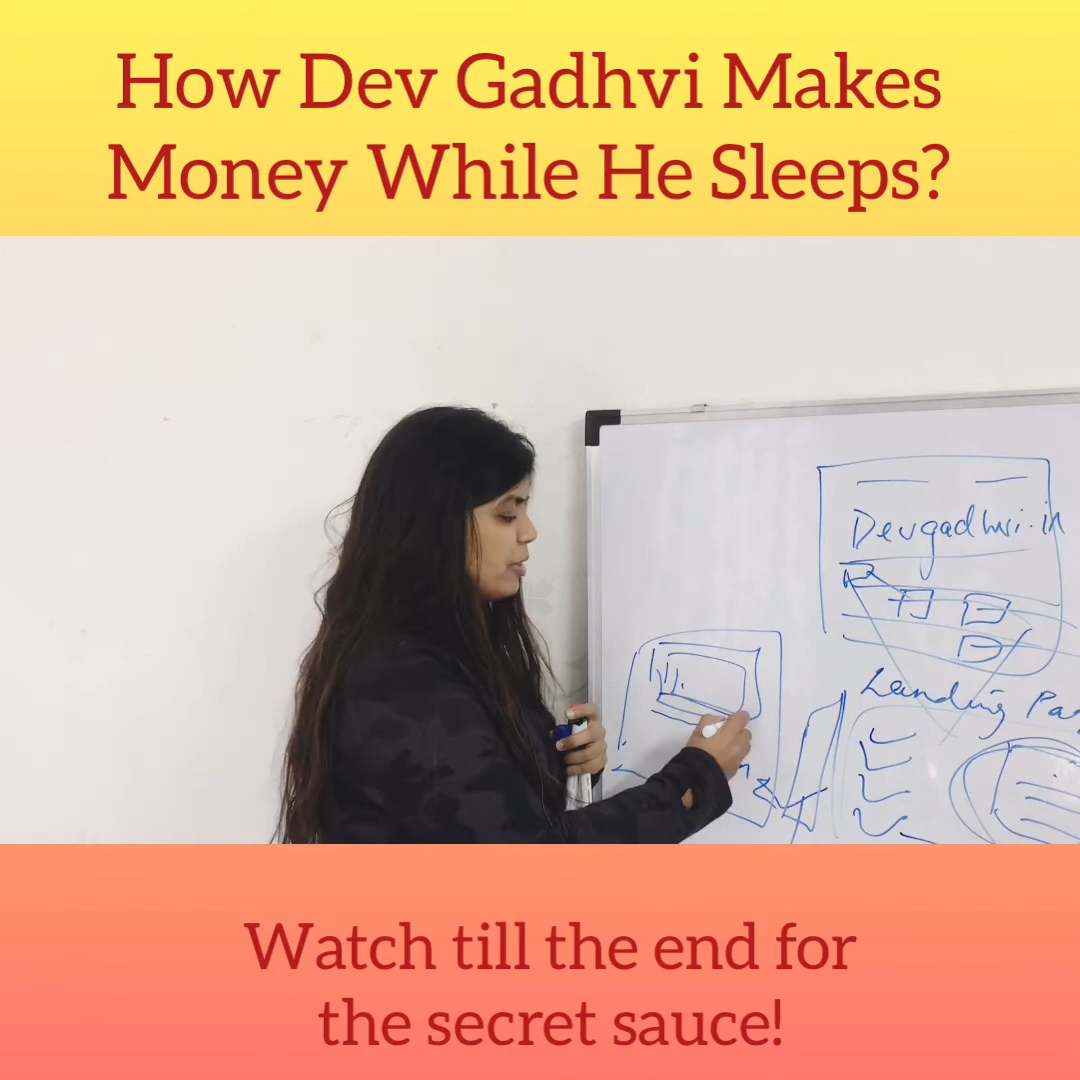 How Dev Gadhvi Makes
Money While He Sleeps?
Devgadhvi.in
Landing
Watch till the end for
the secret sauce!